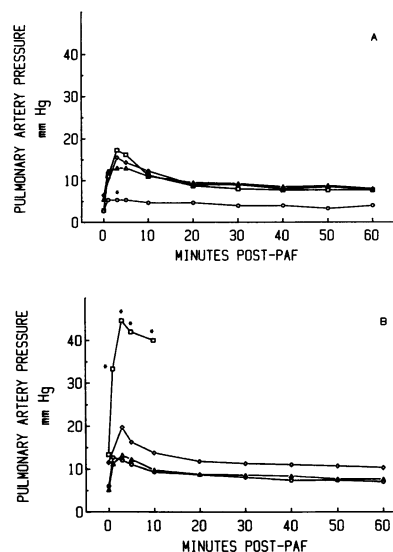 A
PULMONARY ARTERY PRESSURE
mm Hg
40
30
20
10
0
0 10 20 30 40 50 60
MINUTES POST-PAF
B
PULMONARY ARTERY PRESSURE
mm Hg
40
30
20
10
0
0 10 20 30 40 50 60
MINUTES POST-PAF